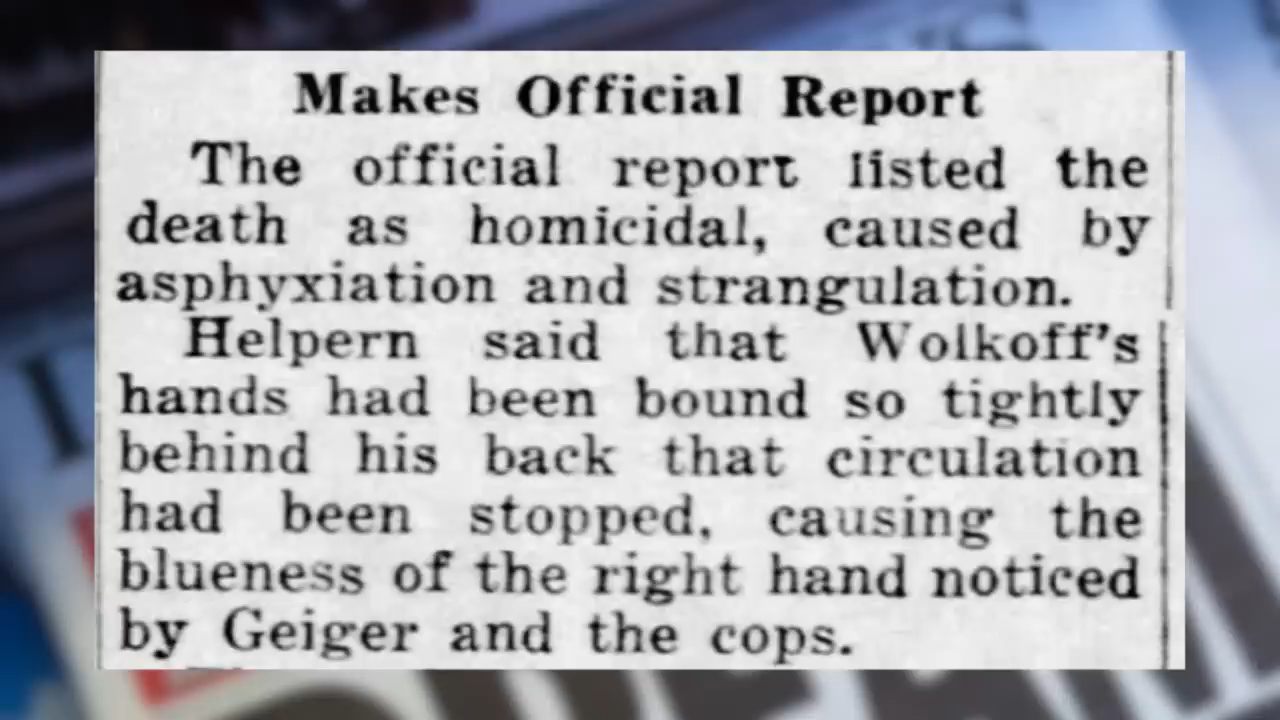 Makes Official Report
The official report listed the
death as homicidal, caused by
asphyxiation and strangulation.
Helpern said that Wolkoff's
hands had been bound so tightly
behind his back that circulation
had been stopped, causing the
blueness of the right hand noticed
by Geiger and the cops.